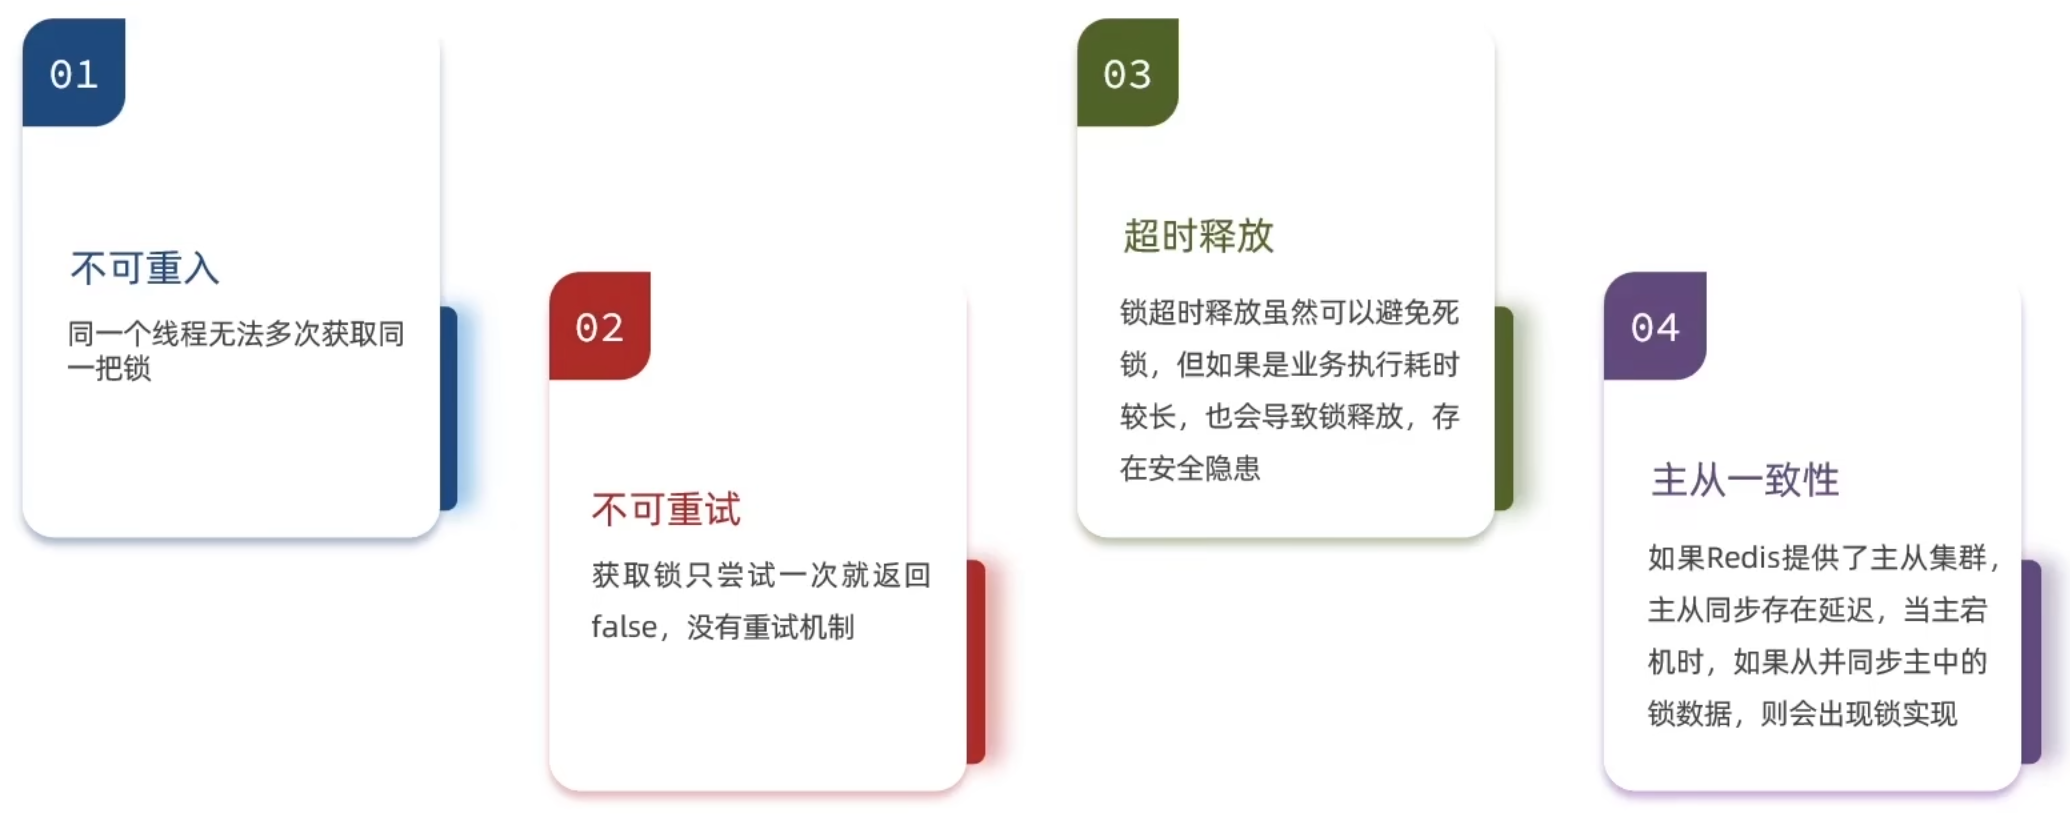 01
不可重入
同一个线程无法多次获取同
一把锁
02
不可重试
获取锁只尝试一次就返回
false，没有重试机制
03
超时释放
锁超时释放虽然可以避免死
锁，但如果是业务执行耗时
较长，也会导致锁释放，存
在安全隐患
04
主从一致性
如果Redis提供了主从集群，
主从同步存在延迟，当主宕
机时，如果从并同步主中的
锁数据，则会出现锁实现